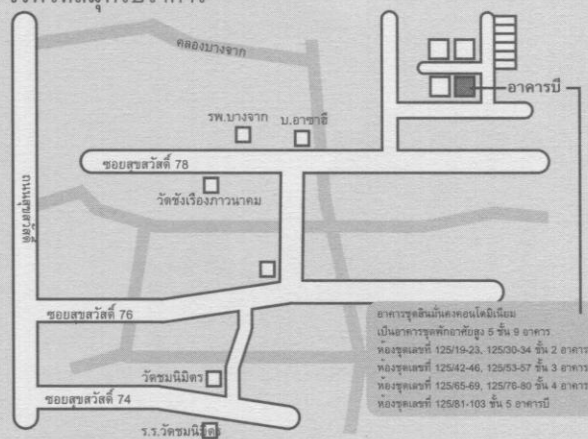 คลองบางจาก
อาคารบี
รพ.บางจาก
บ.อาซาฮี
ซอยสุขสวัสดิ์ 78
วัดชังเรืองภาวนาคม
ถนนสุขสวัสดิ์
ซอยสุขสวัสดิ์ 76
อาคารชุดสินมั่นคงคอนโดมิเนียม
เป็นอาคารชุดพักอาศัยสูง 5 ชั้น 9 อาคาร
ห้องชุดเลขที่ 125/19-23, 125/30-34 ชั้น 2 อาคาร
ห้องชุดเลขที่ 125/42-46, 125/53-57 ชั้น 3 อาคาร
ห้องชุดเลขที่ 125/65-69, 125/76-80 ชั้น 4 อาคาร
ห้องชุดเลขที่ 125/81-103 ชั้น 5 อาคารบี
วัดชมนิมิตร
ซอยสุขสวัสดิ์ 74
ร.ร.วัดชมนิมิตร